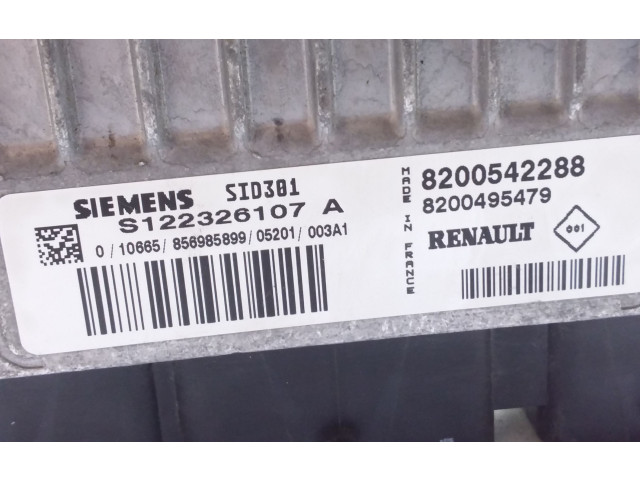 SIEMENS SID301
S122326107 A
0/10665/856985899/05201/003A1
MADE IN FRANCE
8200542288
8200495479
RENAULT 001